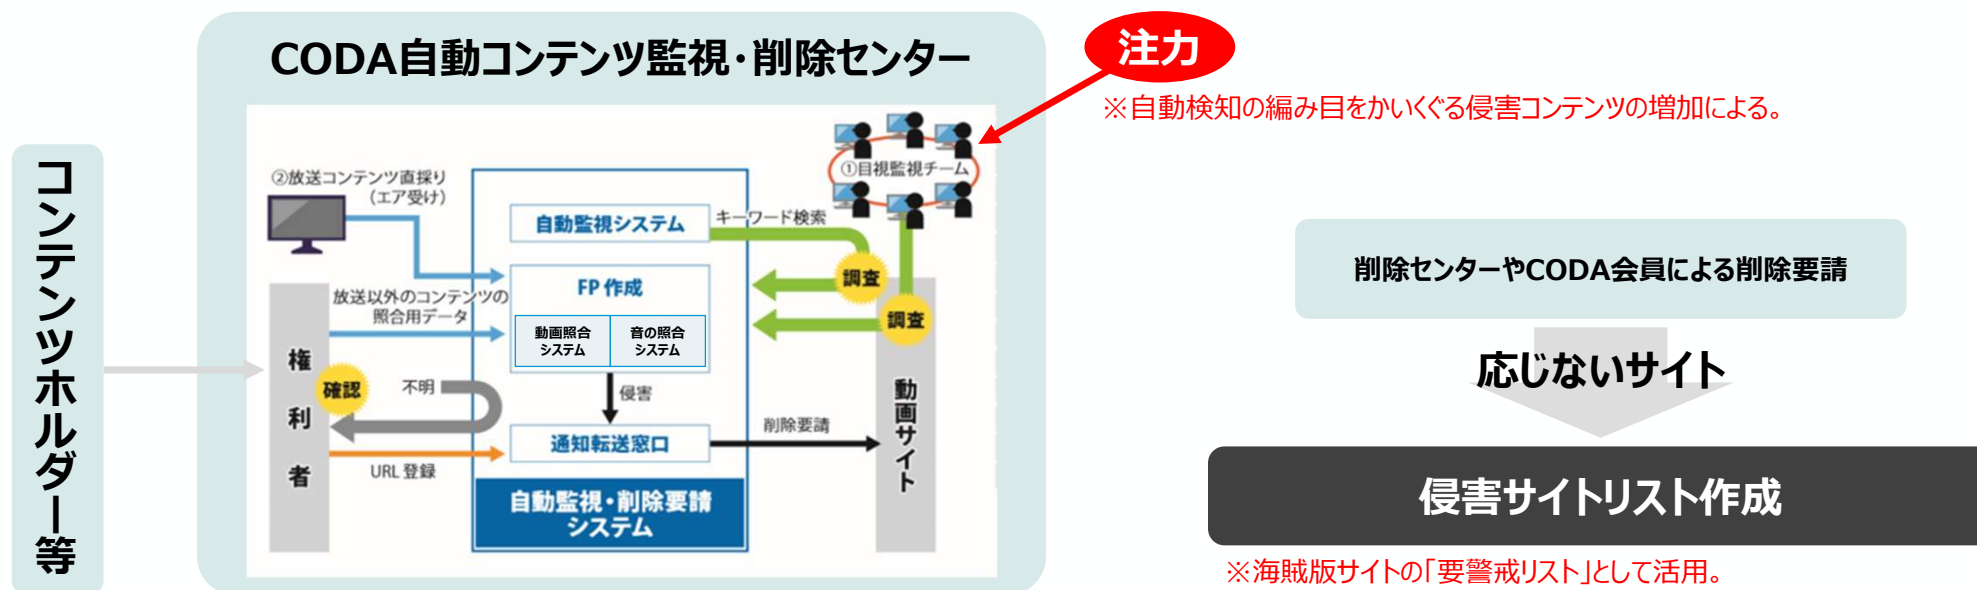 コンテンツホルダー等
CODA自動コンテンツ監視・削除センター
注力
※自動検知の編み目をかいくぐる侵害コンテンツの増加による。
①目視監視チーム
②放送コンテンツ直採り
（エア受け）
自動監視システム
キーワード検索
調査
調査
FP 作成
動画照合
システム
音の照合
システム
放送以外のコンテンツの
照合用データ
権利者
確認
不明
侵害
通知転送窓口
削除要請
URL 登録
動画サイト
自動監視・削除要請
システム
削除センターやCODA会員による削除要請
応じないサイト
侵害サイトリスト作成
※海賊版サイトの「要警戒リスト」として活用。